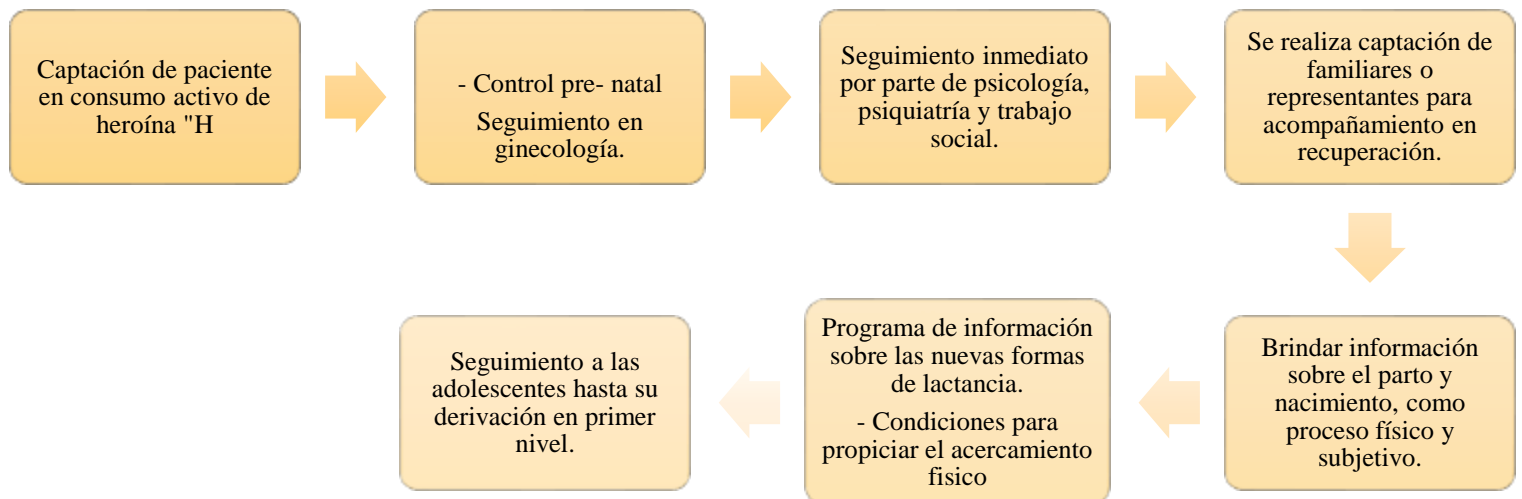 Captación de paciente
en consumo activo de
heroína "H
- Control pre- natal
Seguimiento en
ginecología.
Seguimiento inmediato
por parte de psicología,
psiquiatría y trabajo
social.
Se realiza captación de
familiares o
representantes para
acompañamiento en
recuperación.
Brindar información
sobre el parto y
nacimiento, como
proceso físico y
subjetivo.
Programa de información
sobre las nuevas formas
de lactancia.
- Condiciones para
propiciar el acercamiento
fisico
Seguimiento a las
adolescentes hasta su
derivación en primer
nivel.